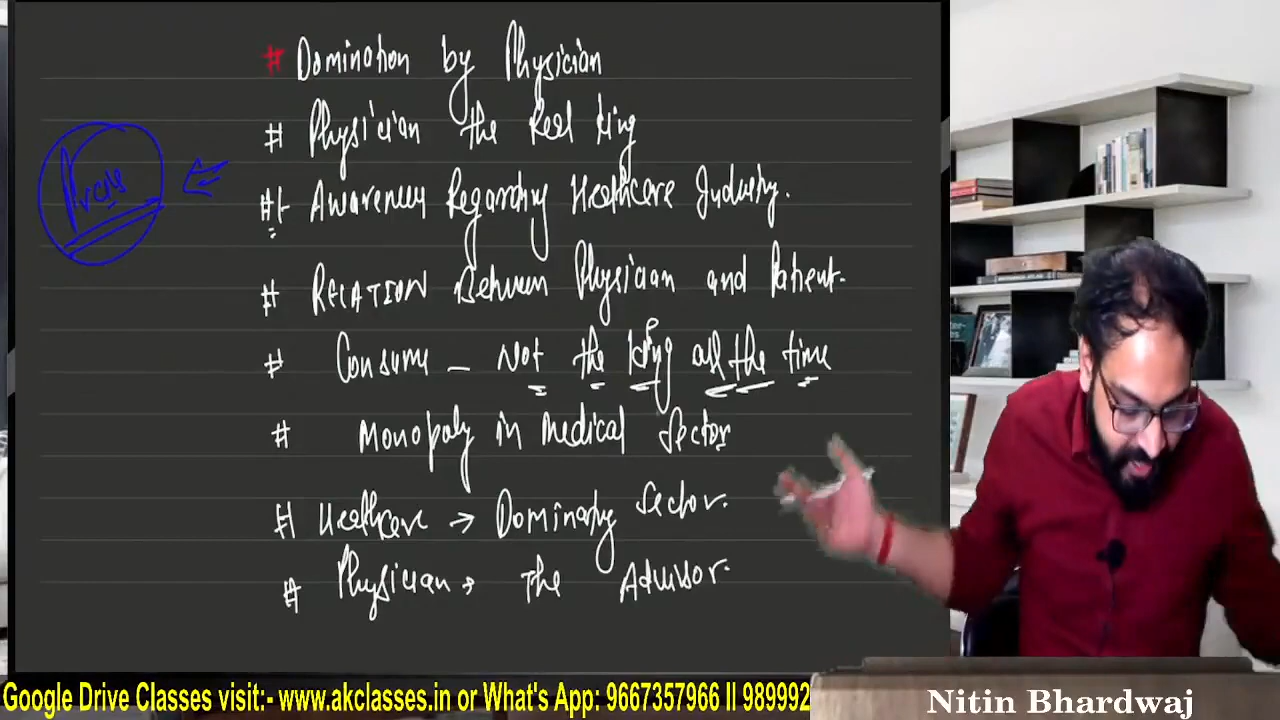 # Domination by Physician
# Physician the Real King
# Awareness Regarding Healthcare Industry.
# RELATION Between Physician and Patient.
# Consume – Not the king all the time
# Monopoly in Medical Sector
# Healthcare → Dominating Sector.
# Physician → The Advisor.
Precis
Google Drive Classes visit:- www.akclasses.in or What's App: 9667357966 II 989992
Nitin Bhardwaj